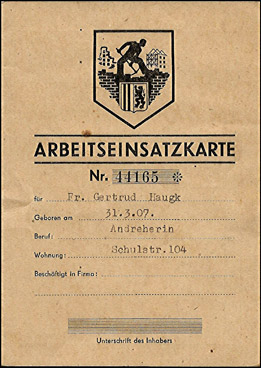 ARBEITSEINSATZKARTE
Nr. 44165 *
für Fr. Gertrud Haugk
Geboren am 31.3.07.
Beruf: Andreherin
Wohnung: Schulstr.104
Beschäftigt in Firma:
Unterschrift des Inhabers